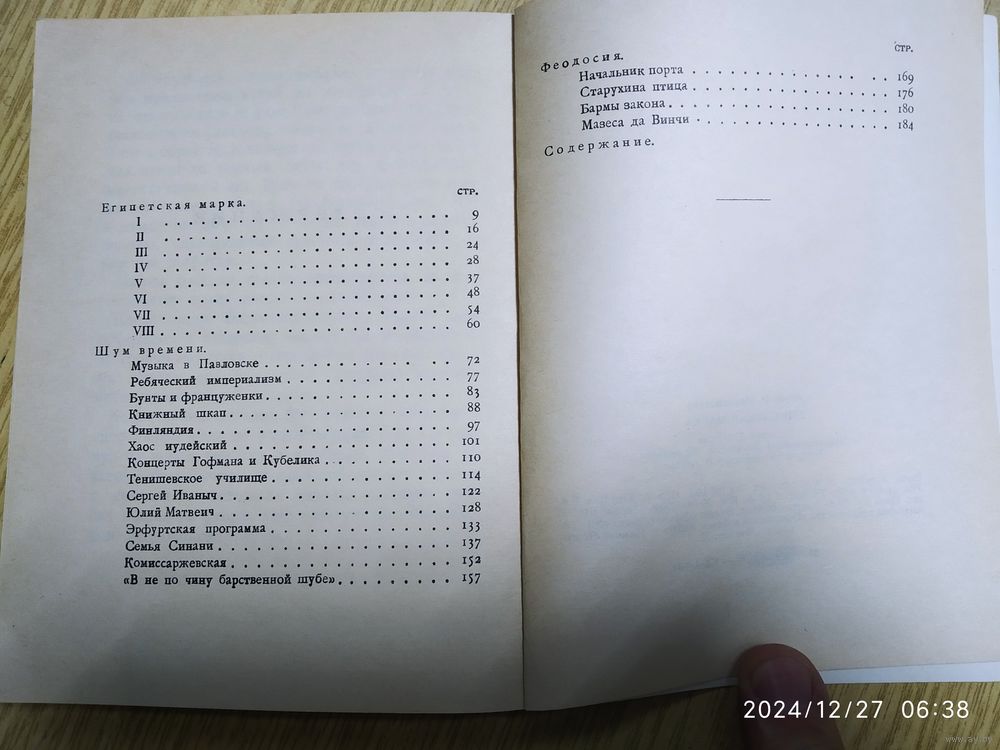 СТР.
Египетская марка.
I . . . . . . . . . . . . . . . . . . . 9
II . . . . . . . . . . . . . . . . . . . 16
III . . . . . . . . . . . . . . . . . . . 24
IV . . . . . . . . . . . . . . . . . . . 28
V . . . . . . . . . . . . . . . . . . . 37
VI . . . . . . . . . . . . . . . . . . . 48
VII . . . . . . . . . . . . . . . . . . . 54
VIII . . . . . . . . . . . . . . . . . . . 60
Шум времени.
Музыка в Павловске . . . . . . . . . . . . 72
Ребяческий империализм . . . . . . . . . . . 77
Бунты и француженки . . . . . . . . . . . . 83
Книжный шкап . . . . . . . . . . . . . . 88
Финляндия . . . . . . . . . . . . . . . . 97
Хаос иудейский . . . . . . . . . . . . . . 101
Концерты Гофмана и Кубелика . . . . . . . . . 110
Тенишевское училище . . . . . . . . . . . . 114
Сергей Иваныч . . . . . . . . . . . . . . 122
Юлий Матвеич . . . . . . . . . . . . . . 128
Эрфуртская программа . . . . . . . . . . . . 133
Семья Синани . . . . . . . . . . . . . . . 137
Комиссаржевская . . . . . . . . . . . . . . 152
«В не по чину барственной шубе» . . . . . . . . 157
СТР.
Феодосия.
Начальник порта . . . . . . . . . . . . . 169
Старухина птица . . . . . . . . . . . . . 176
Бармы закона . . . . . . . . . . . . . . 180
Мазеса да Винчи . . . . . . . . . . . . . 184
Содержание.
2024/12/27 06:38
www.ay.by